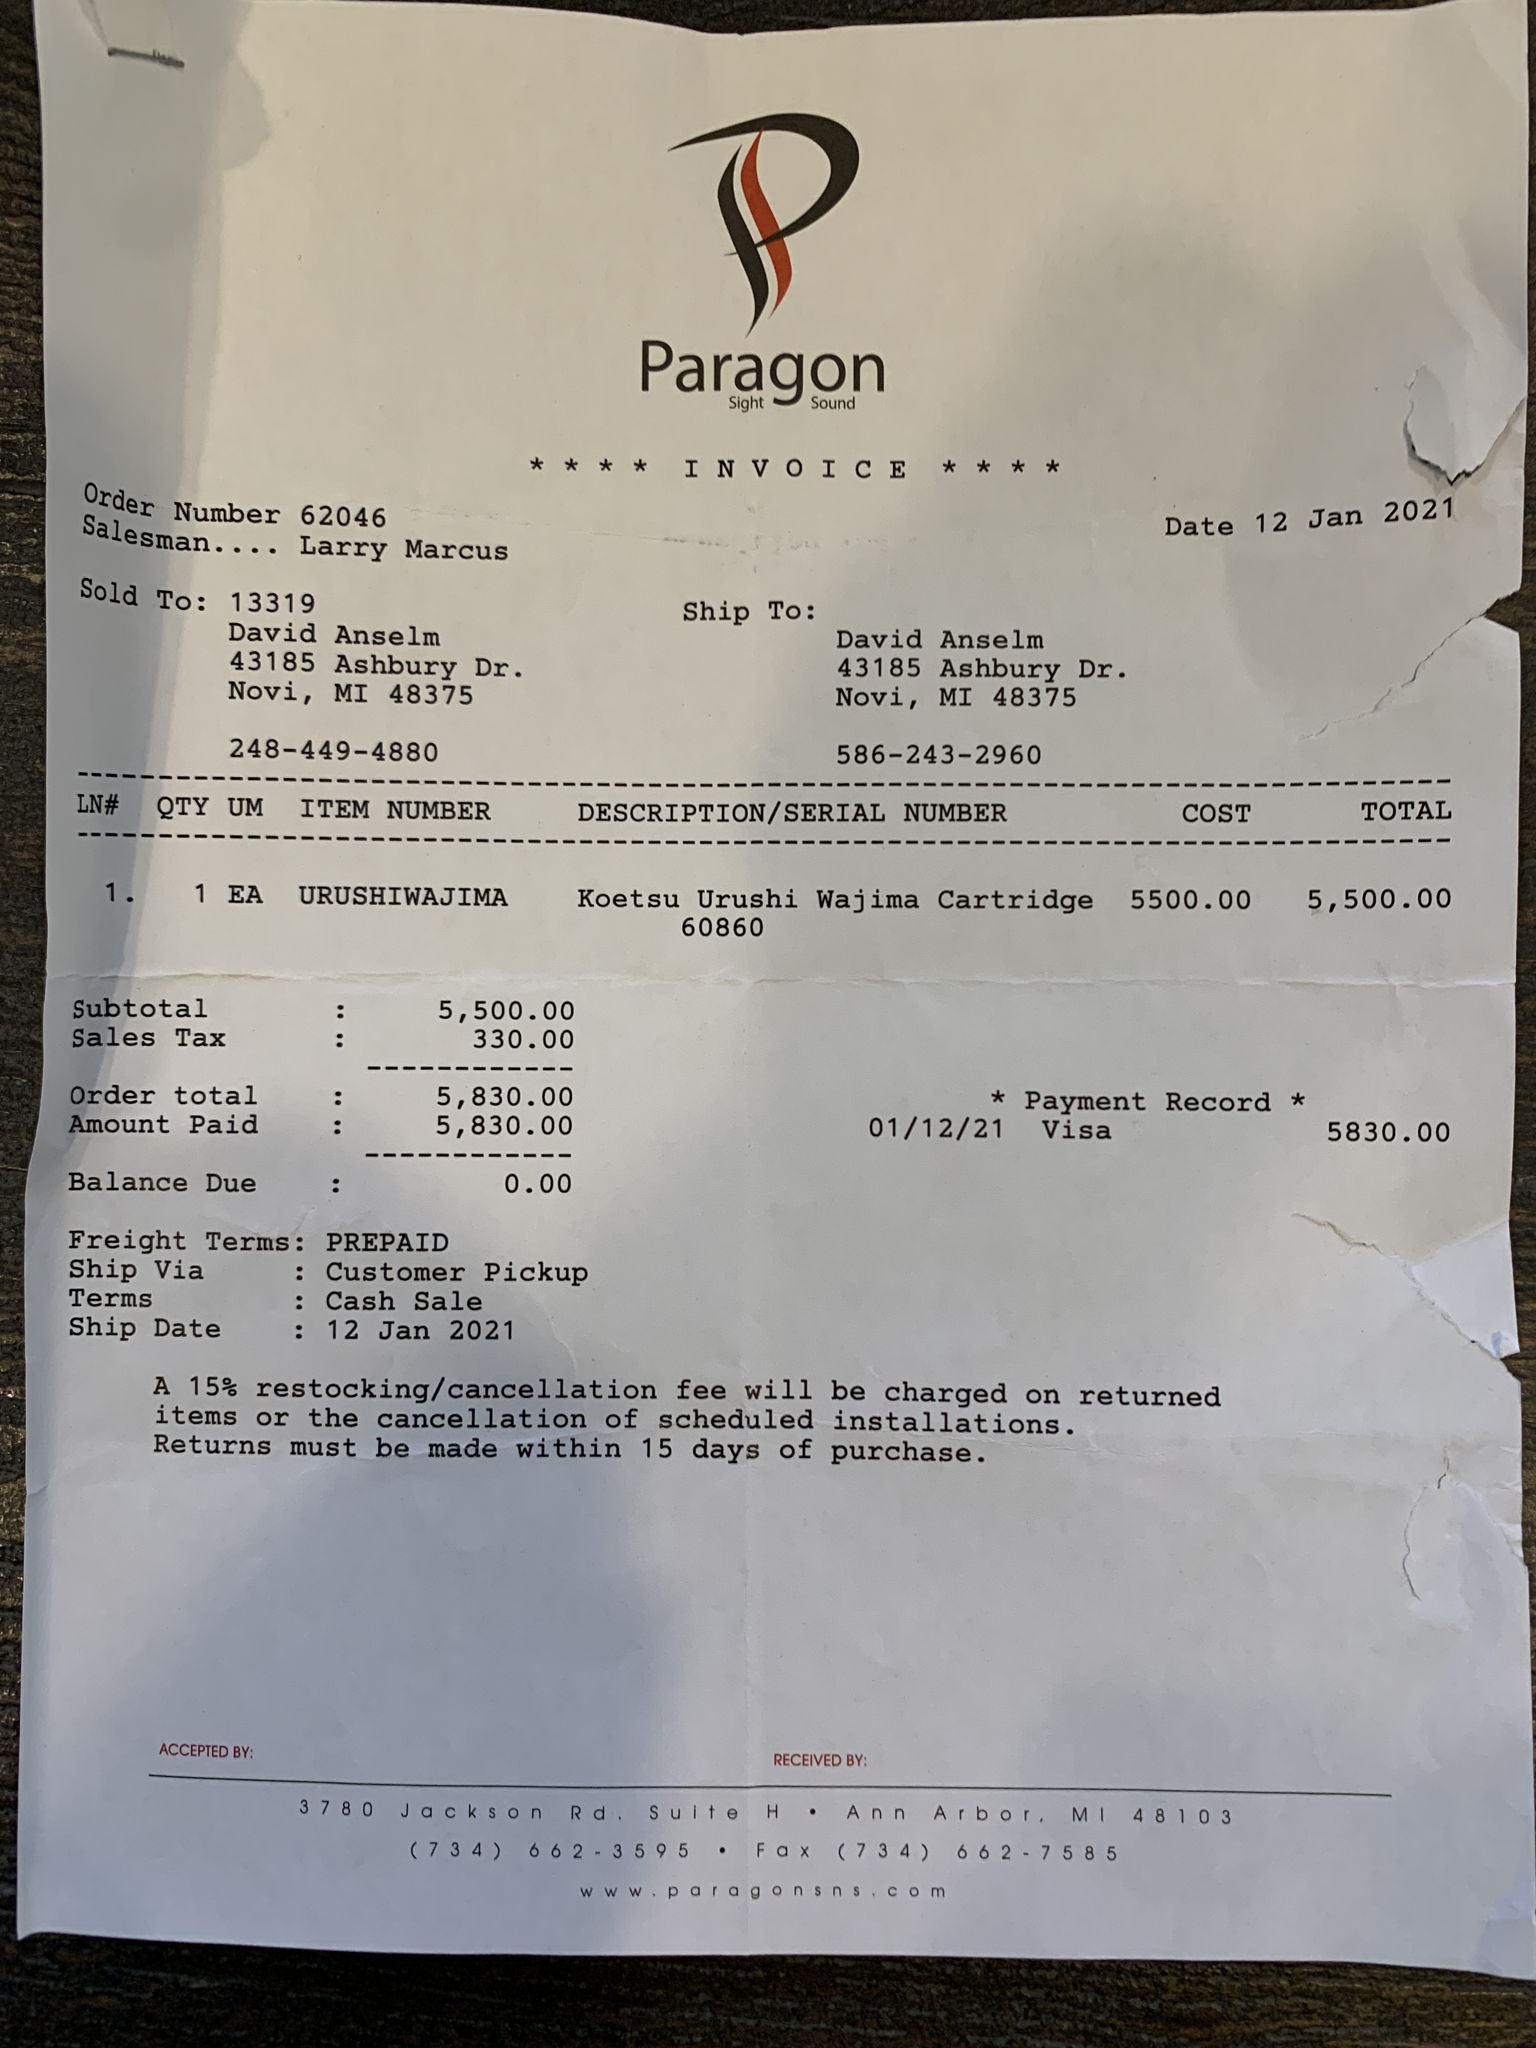 Paragon
Sight Sound
* * * * I N V O I C E * * * *
Order Number 62046
Date 12 Jan 2021
Salesman.... Larry Marcus
Sold To: 13319
Ship To:
David Anselm
43185 Ashbury Dr.
Novi, MI 48375
248-449-4880
David Anselm
43185 Ashbury Dr.
Novi, MI 48375
586-243-2960
LN# QTY UM ITEM NUMBER DESCRIPTION/SERIAL NUMBER COST TOTAL
1. 1 EA URUSHIWAJIMA Koetsu Urushi Wajima Cartridge 5500.00 5,500.00
60860
Subtotal : 5,500.00
Sales Tax : 330.00
------------
Order total : 5,830.00
Amount Paid : 5,830.00
------------
Balance Due : 0.00
* Payment Record *
01/12/21 Visa 5830.00
Freight Terms: PREPAID
Ship Via : Customer Pickup
Terms : Cash Sale
Ship Date : 12 Jan 2021
A 15% restocking/cancellation fee will be charged on returned
items or the cancellation of scheduled installations.
Returns must be made within 15 days of purchase.
ACCEPTED BY:
RECEIVED BY:
3780 Jackson Rd. Suite H • Ann Arbor, MI 48103
(734) 662-3595 • Fax (734) 662-7585
www.paragonsns.com